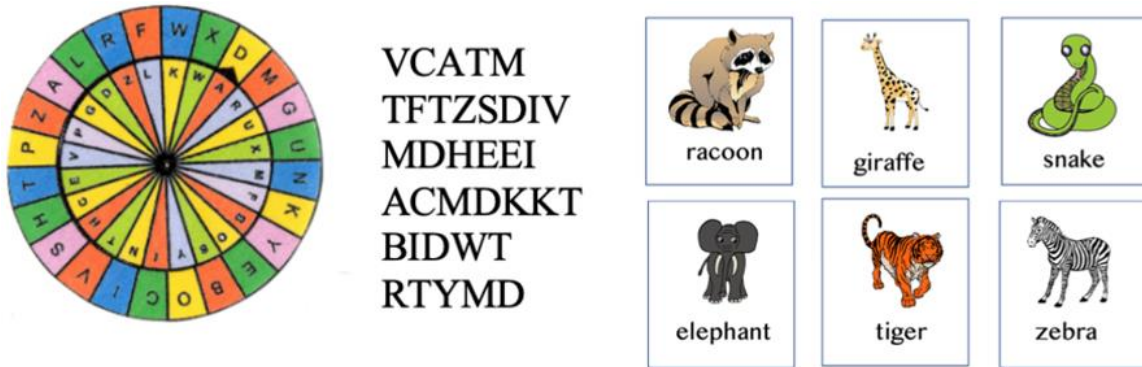 W X D M G U N K Y E B O C I V S H T P Z A L R F
K W A R U X M F B O S Y I N T H C E V P G D Z L
VCATM
TFTZSDIV
MDHEEI
ACMDKKT
BIDWT
RTYMD
racoon giraffe snake
elephant tiger zebra